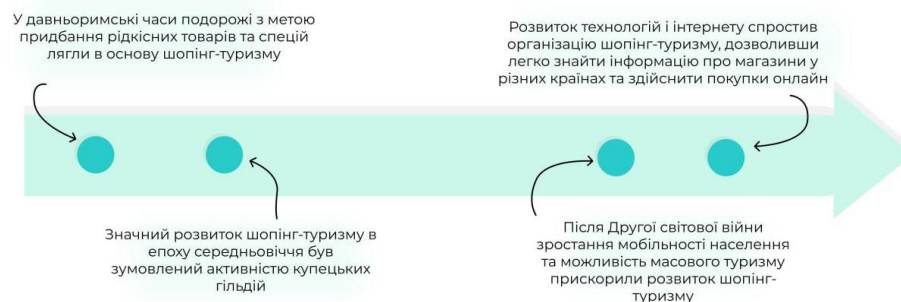 У давньоримські часи подорожі з метою
придбання рідкісних товарів та спецій
лягли в основу шопінг-туризму
Розвиток технологій і інтернету спростив
організацію шопінг-туризму, дозволивши
легко знайти інформацію про магазини у
різних країнах та здійснити покупки онлайн
Значний розвиток шопінг-туризму в
епоху середньовіччя був
зумовлений активністю купецьких
гільдій
Після Другої світової війни
зростання мобільності населення
та можливість масового туризму
прискорили розвиток шопінг-
туризму